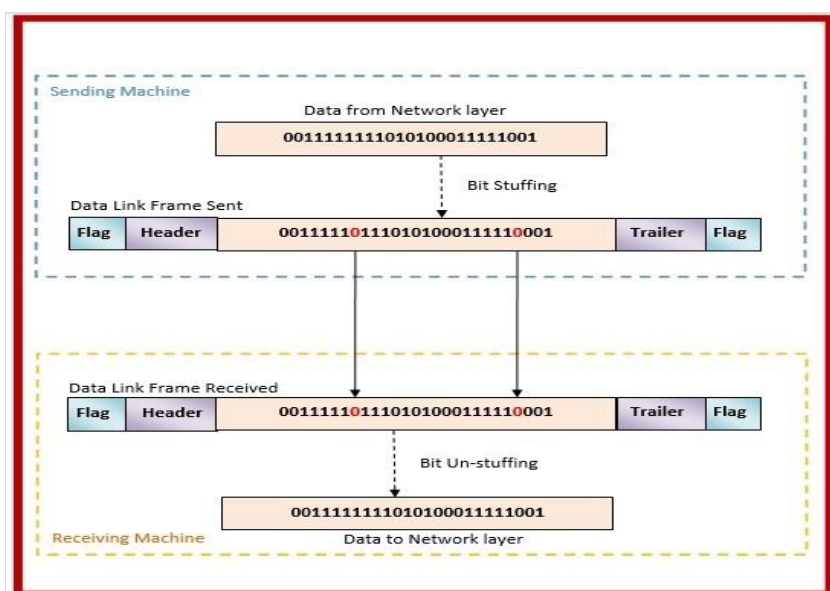 Sending Machine
Data from Network layer
0011111111010100011111001
Bit Stuffing
Data Link Frame Sent
Flag Header 001111101110101000111110001 Trailer Flag
Data Link Frame Received
Flag Header 001111101110101000111110001 Trailer Flag
Bit Un-stuffing
0011111111010100011111001
Receiving Machine
Data to Network layer